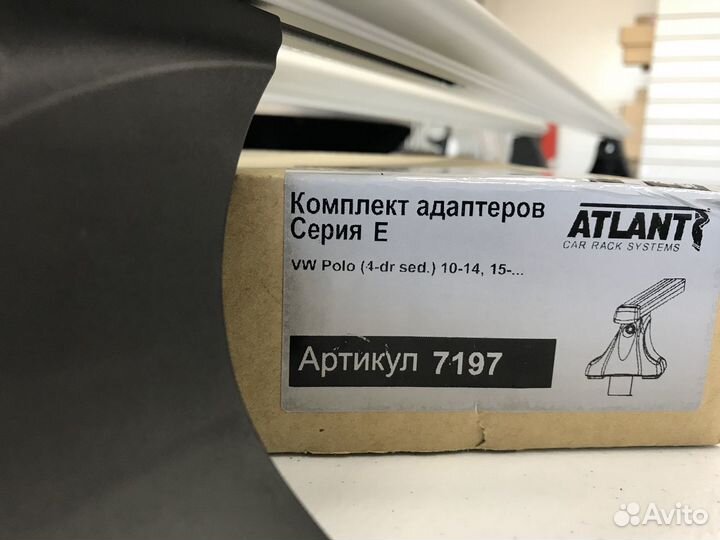 Комплект адаптеров
Серия E
VW Polo (4-dr sed.) 10-14, 15-...
Артикул 7197
ATLANT
CAR RACK SYSTEMS
Avito